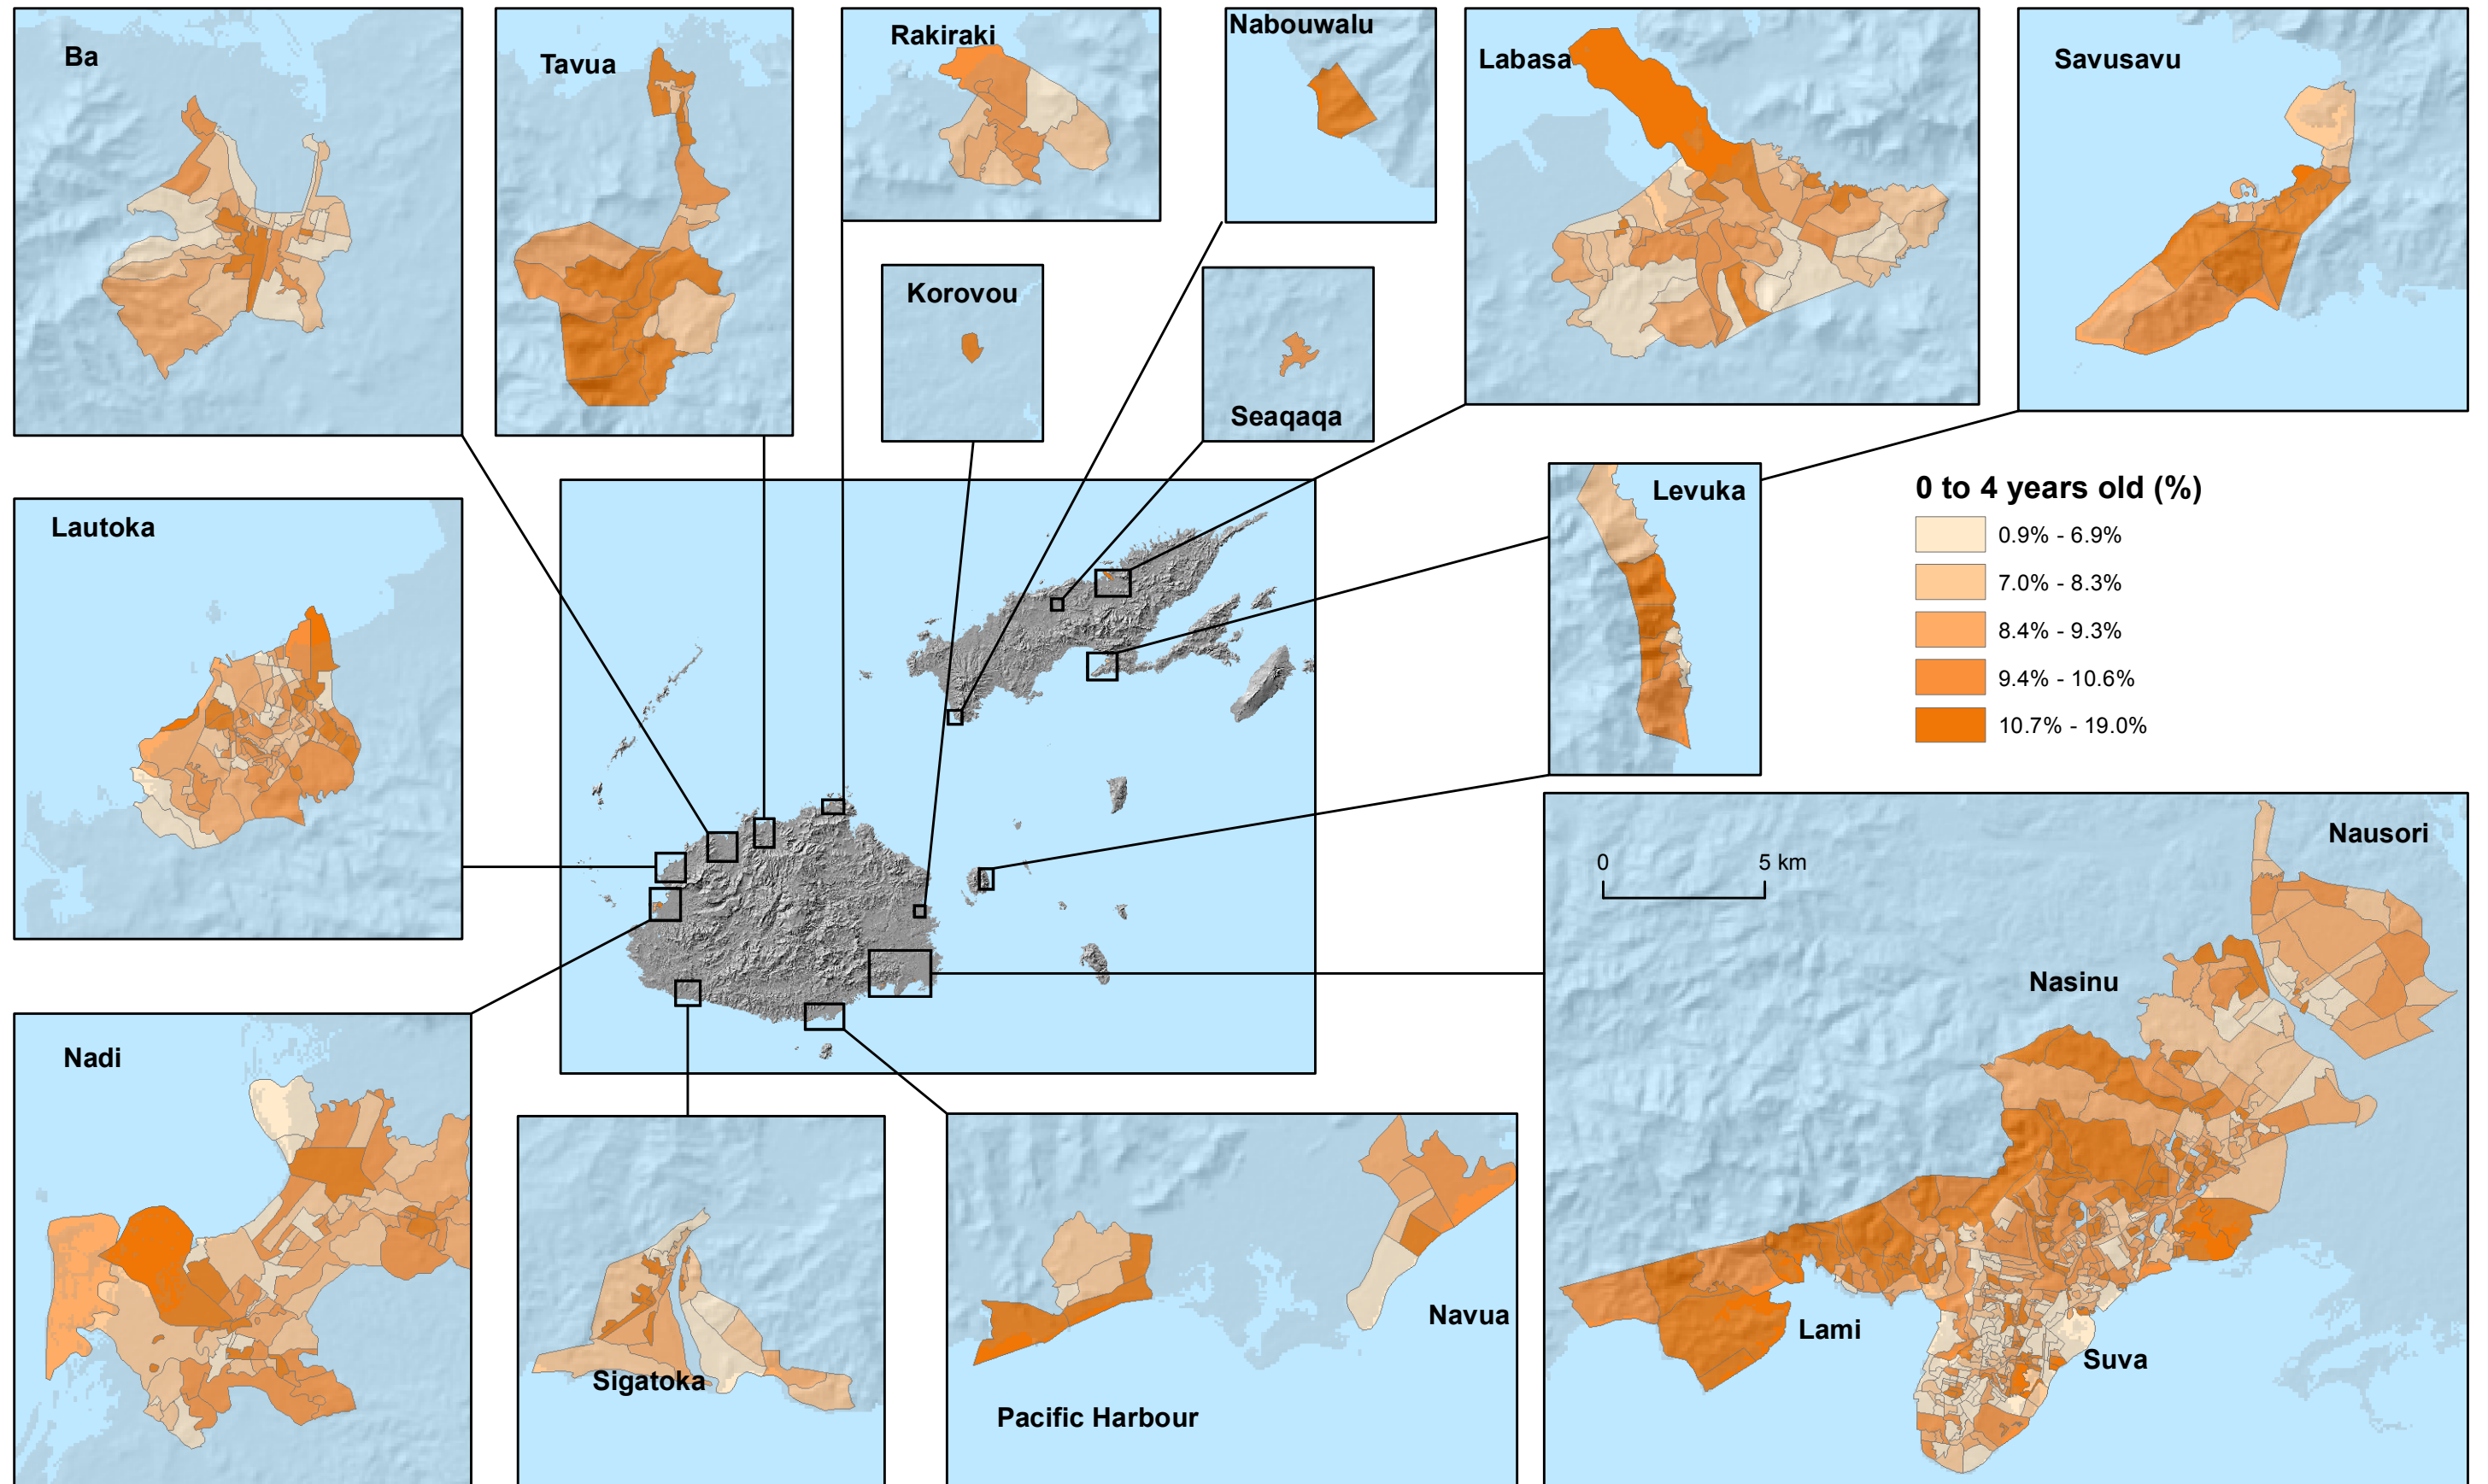 Ba
Tavua
Rakiraki
Nabouwalu
Labasa
Savusavu
Korovou
Seaqaqa
Levuka
0 to 4 years old (%)
0.9% - 6.9%
7.0% - 8.3%
8.4% - 9.3%
9.4% - 10.6%
10.7% - 19.0%
Lautoka
Nausori
0 5 km
Nasinu
Nadi
Navua
Lami
Suva
Sigatoka
Pacific Harbour